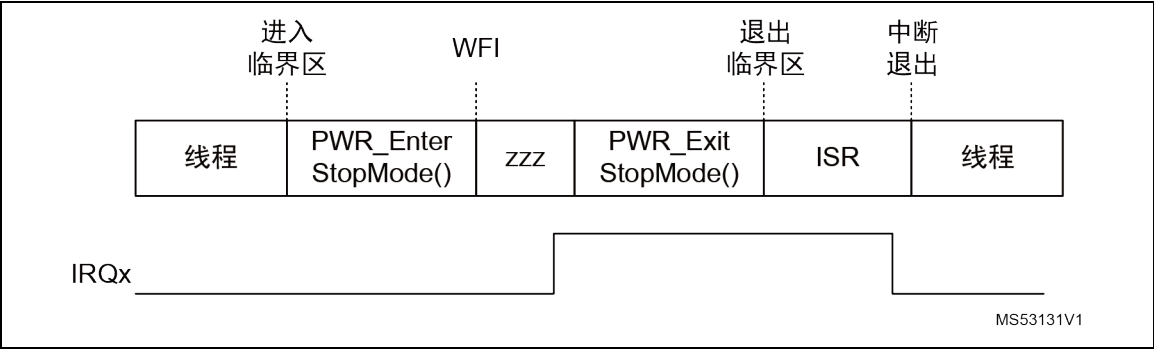 进入
临界区
WFI
退出
临界区
中断
退出
线程
PWR_Enter
StopMode()
zzz
PWR_Exit
StopMode()
ISR
线程
IRQx
MS53131V1